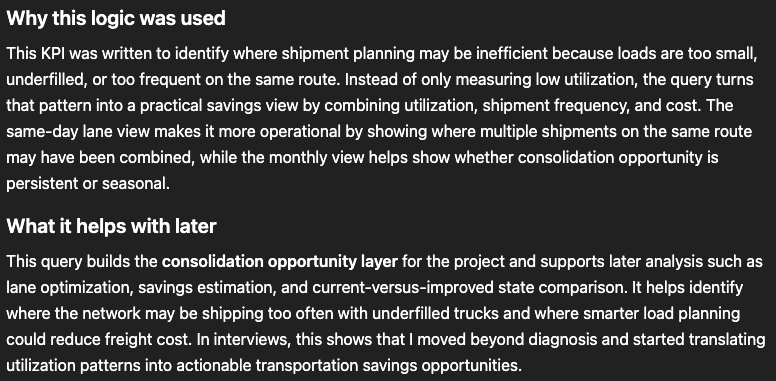 Why this logic was used
This KPI was written to identify where shipment planning may be inefficient because loads are too small,
underfilled, or too frequent on the same route. Instead of only measuring low utilization, the query turns
that pattern into a practical savings view by combining utilization, shipment frequency, and cost. The
same-day lane view makes it more operational by showing where multiple shipments on the same route
may have been combined, while the monthly view helps show whether consolidation opportunity is
persistent or seasonal.
What it helps with later
This query builds the consolidation opportunity layer for the project and supports later analysis such as
lane optimization, savings estimation, and current-versus-improved state comparison. It helps identify
where the network may be shipping too often with underfilled trucks and where smarter load planning
could reduce freight cost. In interviews, this shows that I moved beyond diagnosis and started translating
utilization patterns into actionable transportation savings opportunities.